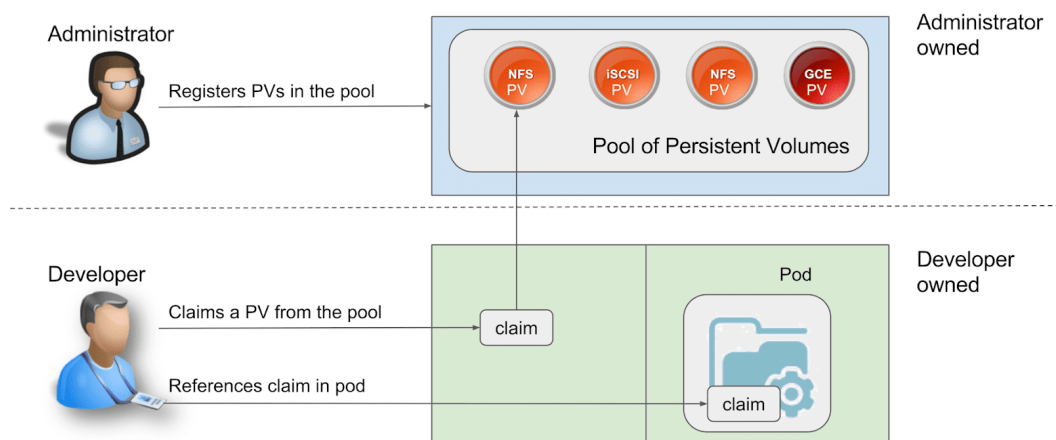 Administrator
Administrator
owned
NFS
PV
iSCSI
PV
NFS
PV
GCE
PV
Registers PVs in the pool
Pool of Persistent Volumes
Developer
Developer
owned
Pod
Claims a PV from the pool
claim
References claim in pod
claim